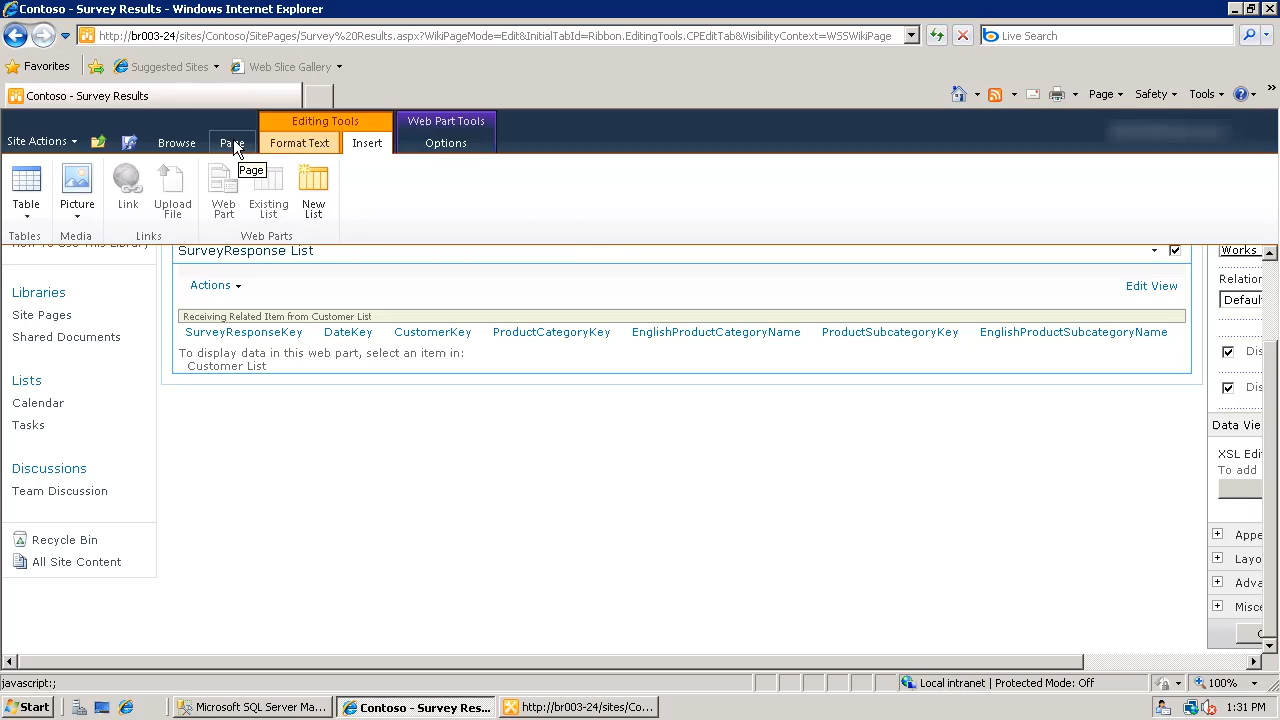 Contoso - Survey Results - Windows Internet Explorer
http://br003-24/sites/Contoso/SitePages/Survey%20Results.aspx?WikiPageMode=Edit&InitialTabId=Ribbon.EditingTools.CPEditTab&VisibilityContext=WSSWikiPage
Live Search
Favorites Suggested Sites Web Slice Gallery
Contoso - Survey Results
Page Safety Tools »
Editing Tools Web Part Tools
Site Actions Browse Page Format Text Insert Options
Page
Table Picture Link Upload File Web Part Existing List New List
Tables Media Links Web Parts
How To Use This Library
SurveyResponse List
Works
Actions Edit View
Relation
Libraries
Defaul
Receiving Related Item from Customer List
Site Pages
SurveyResponseKey DateKey CustomerKey ProductCategoryKey EnglishProductCategoryName ProductSubcategoryKey EnglishProductSubcategoryName
Shared Documents
To display data in this web part, select an item in:
Dis
Customer List
Lists
Dis
Calendar
Tasks
Data Vie
XSL Edi
Discussions
To add
Team Discussion
Recycle Bin
Appe
All Site Content
Layo
Adva
Misce
javascript:;
Local intranet | Protected Mode: Off
100%
Start
Microsoft SQL Server Ma...
Contoso - Survey Res...
http://br003-24/sites/Co...
1:31 PM